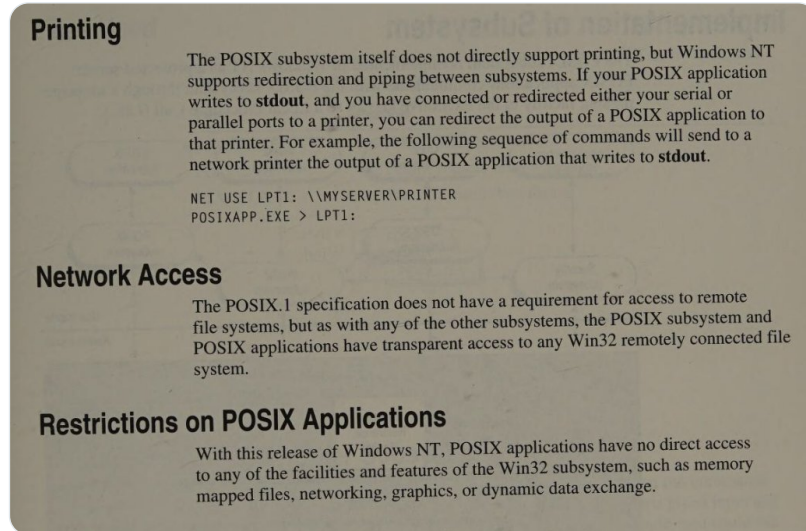 Printing
The POSIX subsystem itself does not directly support printing, but Windows NT
supports redirection and piping between subsystems. If your POSIX application
writes to stdout, and you have connected or redirected either your serial or
parallel ports to a printer, you can redirect the output of a POSIX application to
that printer. For example, the following sequence of commands will send to a
network printer the output of a POSIX application that writes to stdout.
NET USE LPT1: \\MYSERVER\PRINTER
POSIXAPP.EXE > LPT1:
Network Access
The POSIX.1 specification does not have a requirement for access to remote
file systems, but as with any of the other subsystems, the POSIX subsystem and
POSIX applications have transparent access to any Win32 remotely connected file
system.
Restrictions on POSIX Applications
With this release of Windows NT, POSIX applications have no direct access
to any of the facilities and features of the Win32 subsystem, such as memory
mapped files, networking, graphics, or dynamic data exchange.